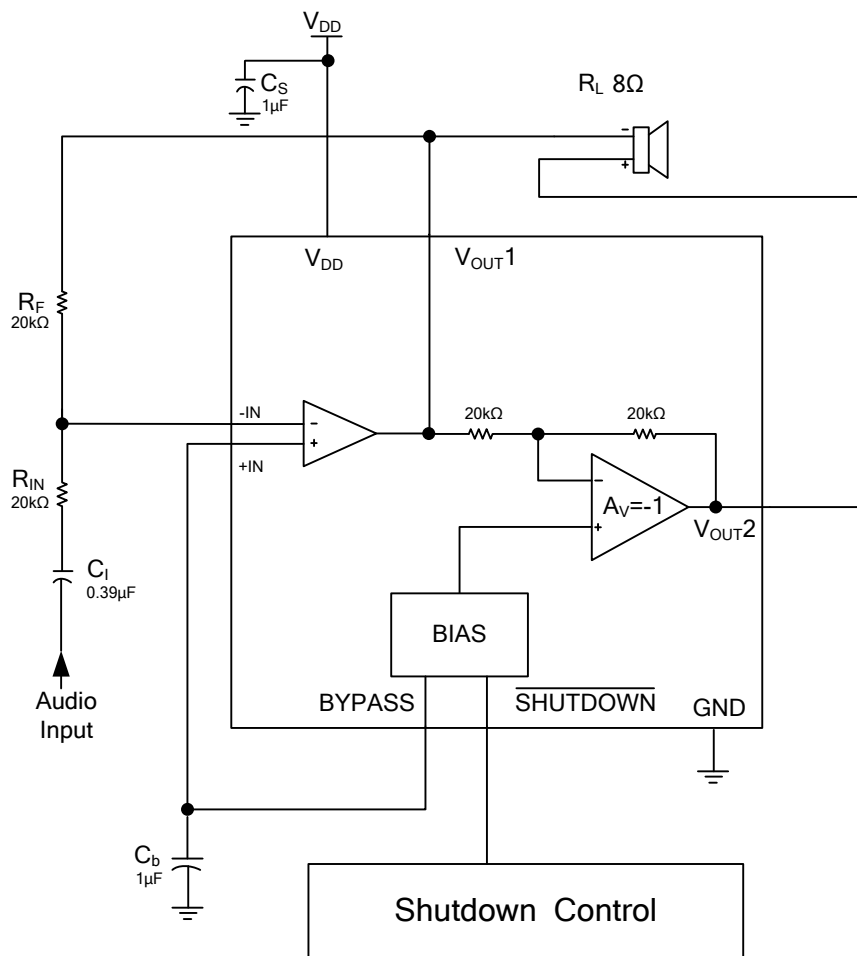 V_DD
C_S
1µF
R_L 8Ω
-
+
V_DD
V_OUT1
R_F
20kΩ
-IN
-
+
+IN
20kΩ
20kΩ
R_IN
20kΩ
-
A_V=-1
+
V_OUT2
C_I
0.39µF
BIAS
Audio
Input
BYPASS
SHUTDOWN
GND
C_b
1µF
Shutdown Control